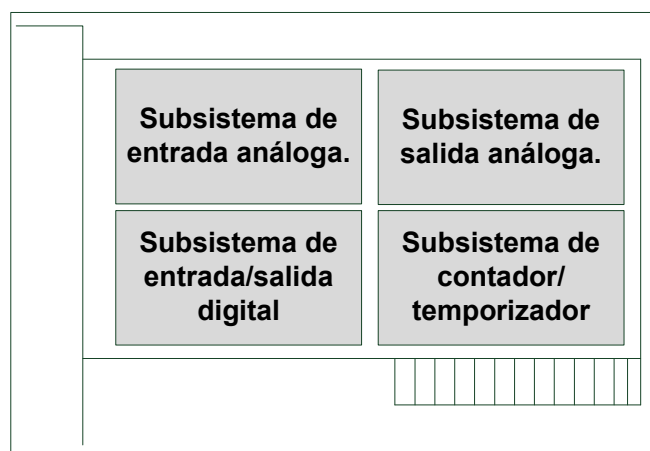 Subsistema de
entrada análoga.
Subsistema de
salida análoga.
Subsistema de
entrada/salida
digital
Subsistema de
contador/
temporizador